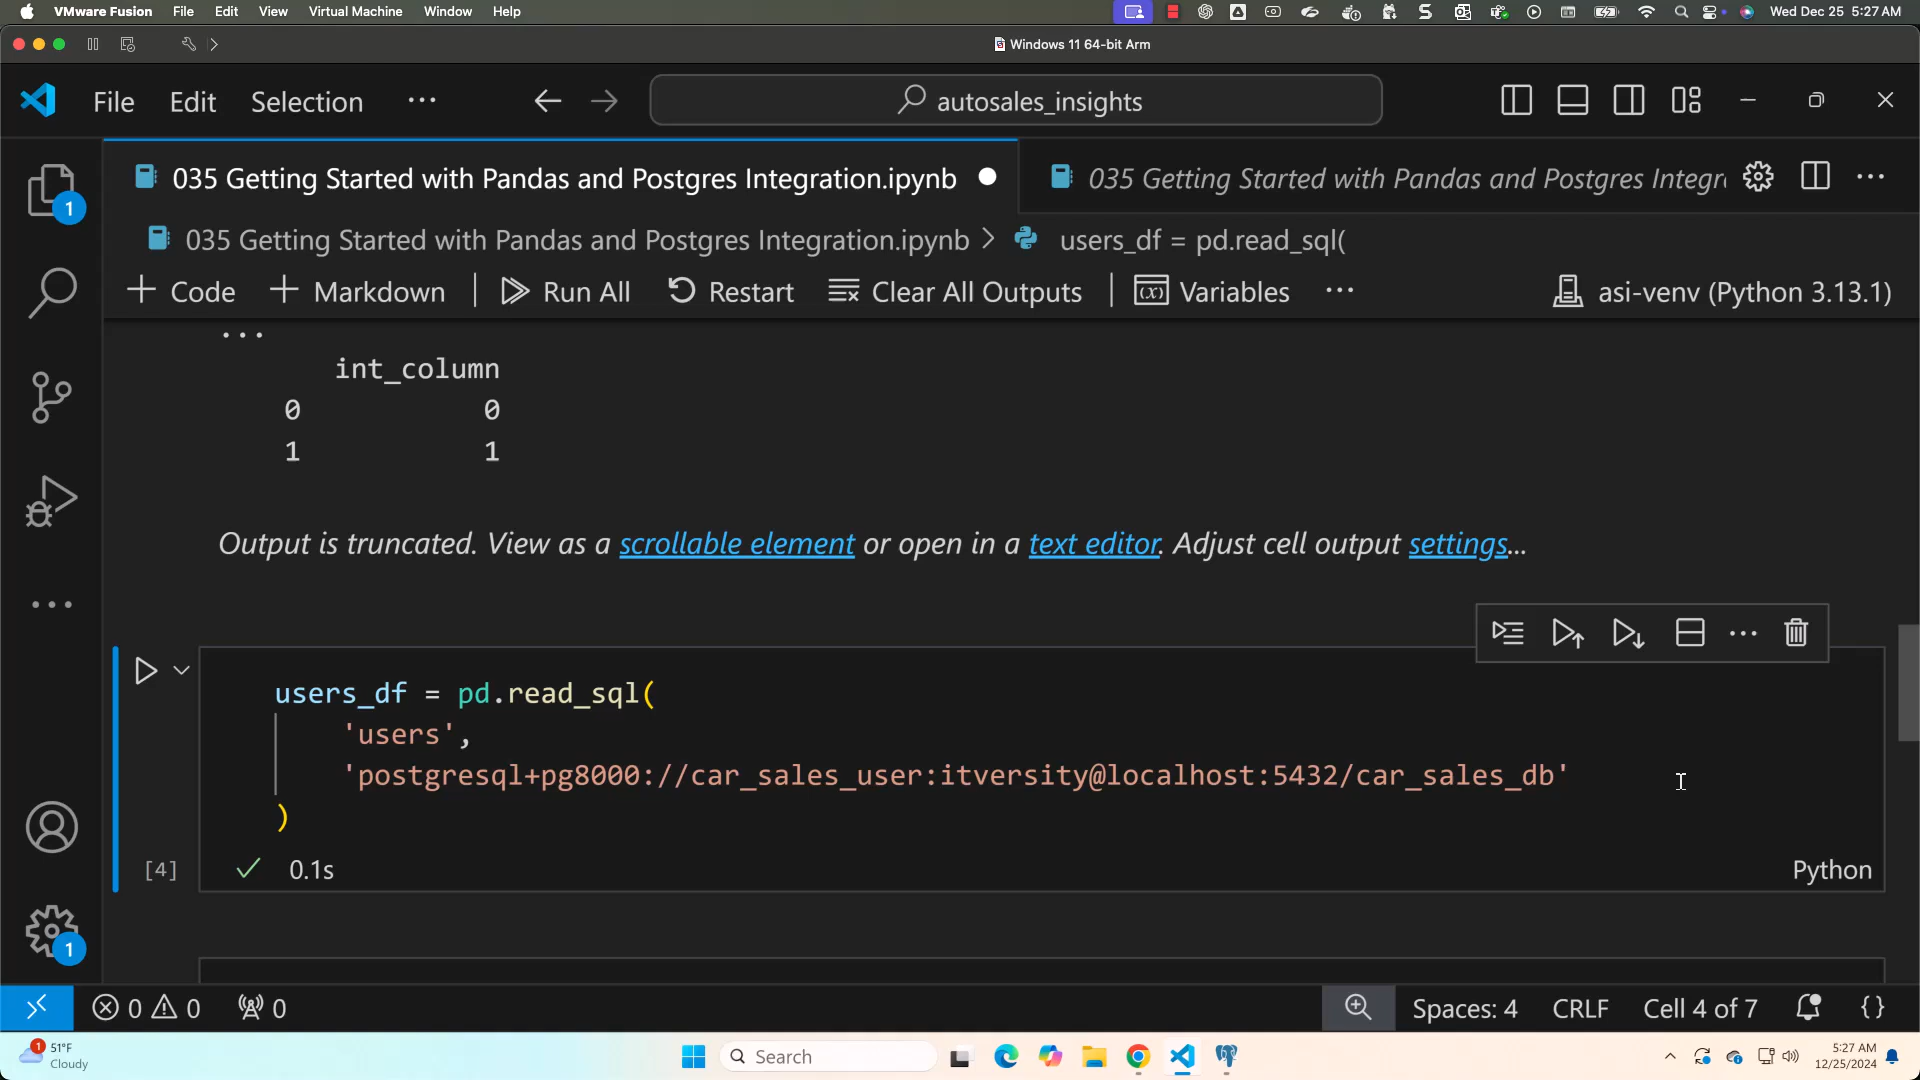 VMware Fusion File Edit View Virtual Machine Window Help Wed Dec 25 5:27 AM
Windows 11 64-bit Arm
File Edit Selection ··· autosales_insights
035 Getting Started with Pandas and Postgres Integration.ipynb 035 Getting Started with Pandas and Postgres Integr
035 Getting Started with Pandas and Postgres Integration.ipynb > users_df = pd.read_sql(
+ Code + Markdown Run All Restart Clear All Outputs Variables ··· asi-venv (Python 3.13.1)
...
int_column
0 0
1 1
Output is truncated. View as a scrollable element or open in a text editor. Adjust cell output settings...
users_df = pd.read_sql(
'users',
'postgresql+pg8000://car_sales_user:itversity@localhost:5432/car_sales_db'
)
[4] 0.1s Python
1
1
0 0 0 Spaces: 4 CRLF Cell 4 of 7 {}
1 51°F
Cloudy
Search
5:27 AM
12/25/2024